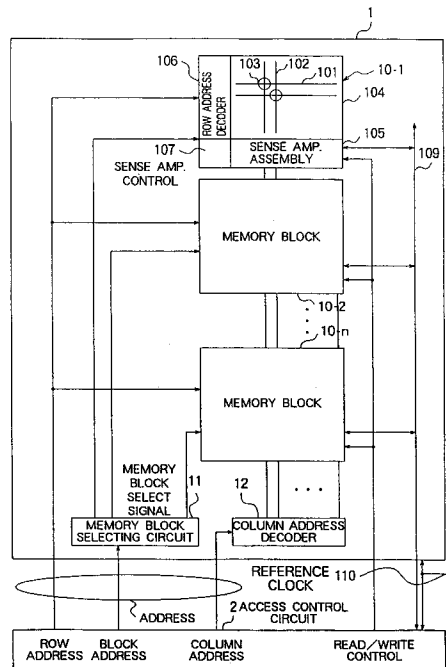 1
106
103
102
101
10-1
ROW ADDRESS
DECODER
104
105
107
SENSE AMP.
ASSEMBLY
109
SENSE AMP.
CONTROL
MEMORY BLOCK
10-2
10-n
MEMORY BLOCK
MEMORY
BLOCK
SELECT
SIGNAL
11
12
MEMORY BLOCK
SELECTING CIRCUIT
COLUMN ADDRESS
DECODER
REFERENCE
CLOCK
110
ADDRESS
2 ACCESS CONTROL
CIRCUIT
ROW
ADDRESS
BLOCK
ADDRESS
COLUMN
ADDRESS
READ/WRITE
CONTROL